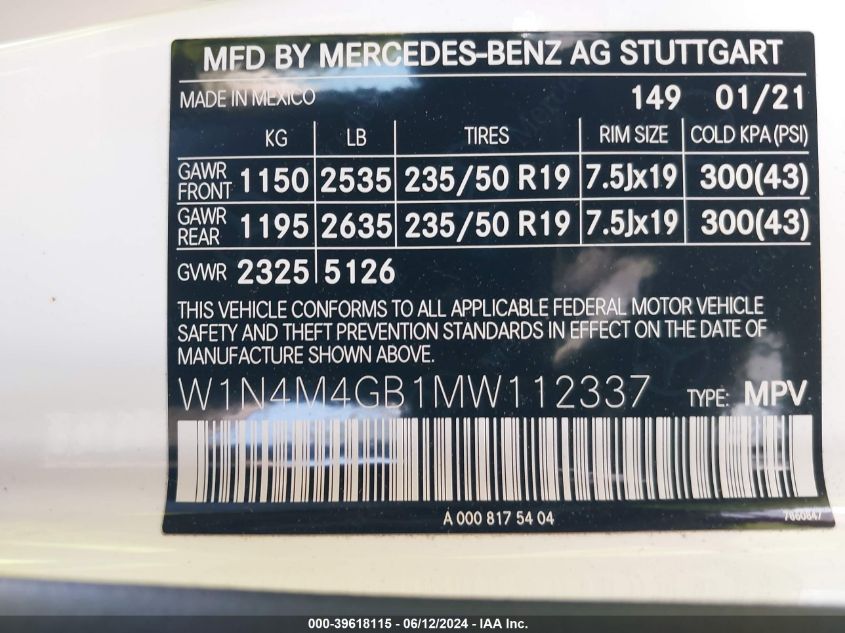 MFD BY MERCEDES-BENZ AG STUTTGART
MADE IN MEXICO 149 01/21
KG LB TIRES RIM SIZE COLD KPA (PSI)
GAWR FRONT 1150 2535 235/50 R19 7.5Jx19 300(43)
GAWR REAR 1195 2635 235/50 R19 7.5Jx19 300(43)
GVWR 2325 5126
THIS VEHICLE CONFORMS TO ALL APPLICABLE FEDERAL MOTOR VEHICLE
SAFETY AND THEFT PREVENTION STANDARDS IN EFFECT ON THE DATE OF
MANUFACTURE SHOWN ABOVE.
W1N4M4GB1MW112337 TYPE: MPV
A 000 817 54 04
000-39618115 - 06/12/2024 - IAA Inc.